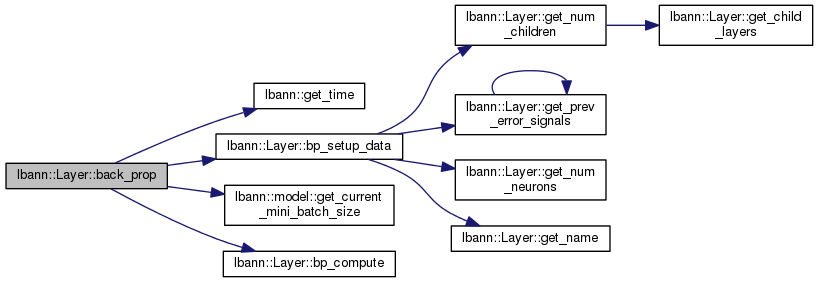 lbann::Layer::get_num
_children
lbann::Layer::get_child
_layers
lbann::get_time
lbann::Layer::get_prev
_error_signals
lbann::Layer::bp_setup_data
lbann::Layer::back_prop
lbann::Layer::get_num
_neurons
lbann::model::get_current
_mini_batch_size
lbann::Layer::get_name
lbann::Layer::bp_compute